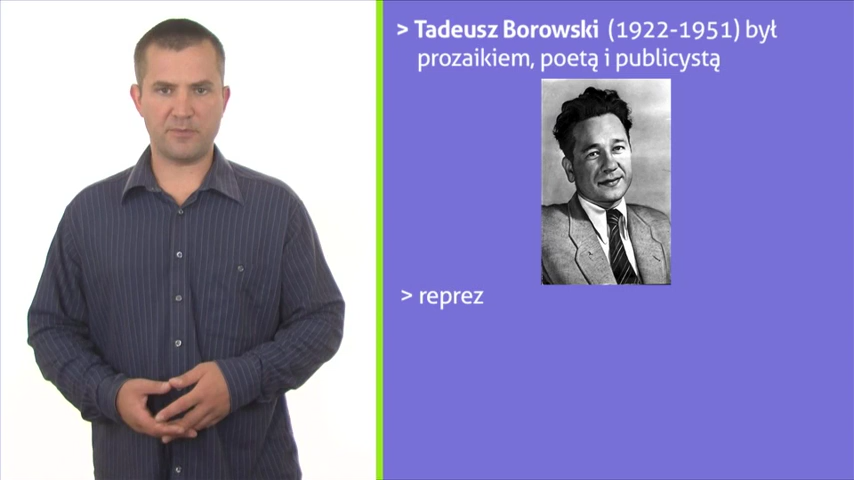 > Tadeusz Borowski (1922-1951) był
prozaikiem, poetą i publicystą
> reprez